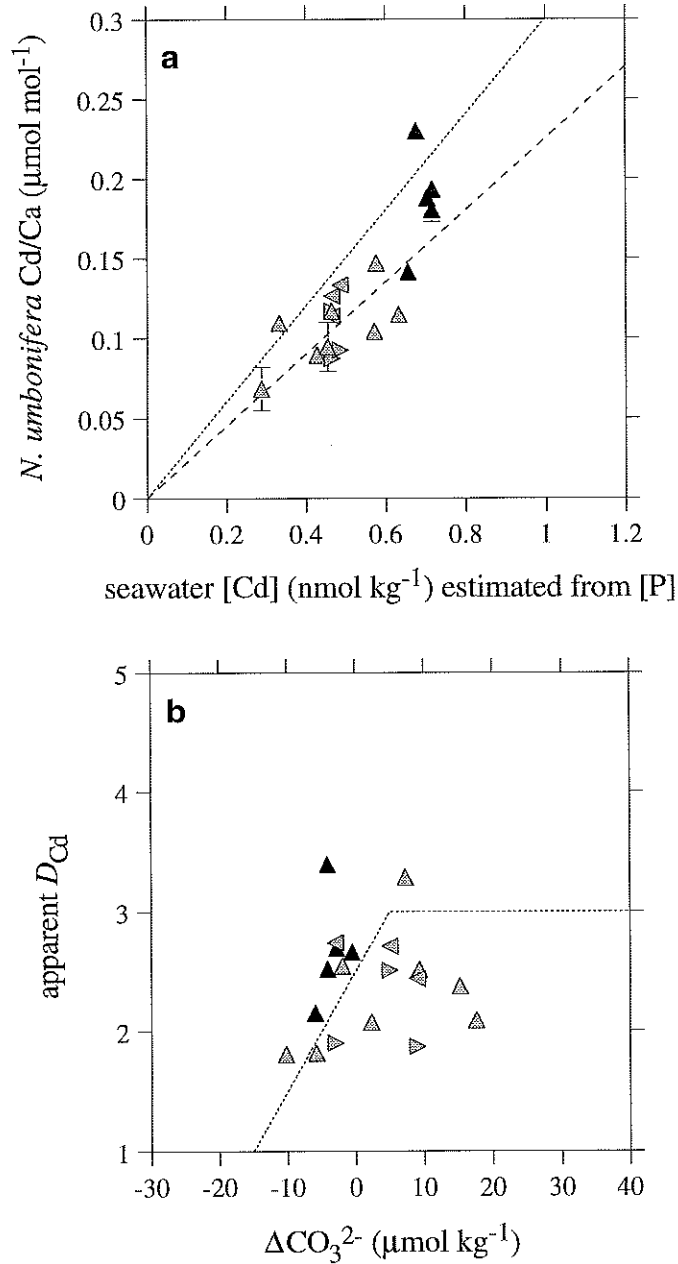 0.3
a
0.25
0.2
0.15
0.1
0.05
0
N. umbonifera Cd/Ca (μmol mol⁻¹)
0 0.2 0.4 0.6 0.8 1 1.2
seawater [Cd] (nmol kg⁻¹) estimated from [P]
5
b
4
3
2
1
apparent D_Cd
-30 -20 -10 0 10 20 30 40
ΔCO₃²⁻ (μmol kg⁻¹)